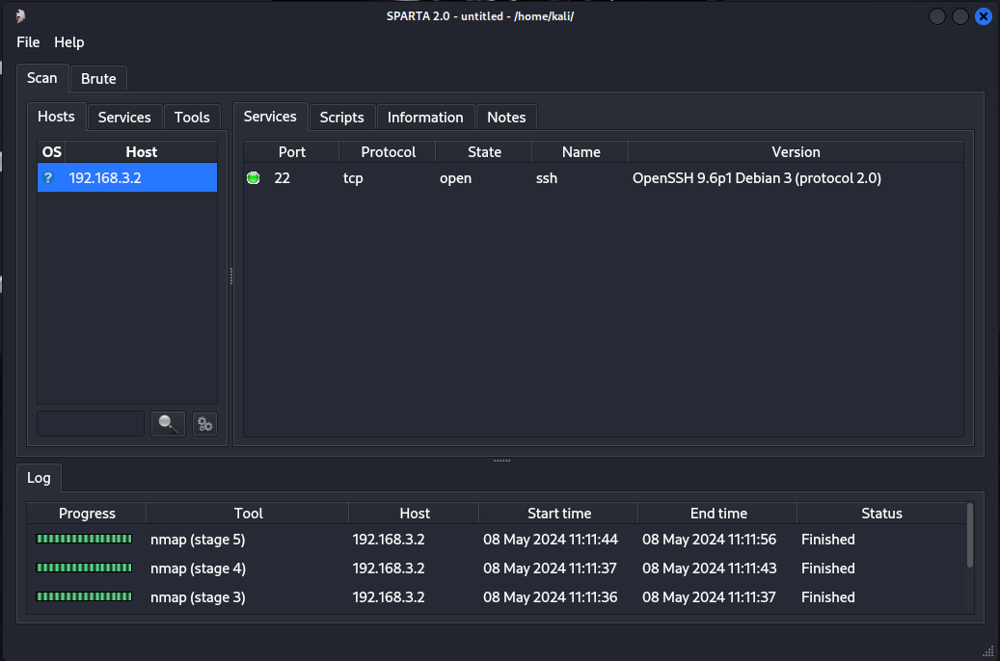 SPARTA 2.0 - untitled - /home/kali/
File Help
Scan Brute
Hosts Services Tools
OS Host
? 192.168.3.2
Services Scripts Information Notes
Port Protocol State Name Version
22 tcp open ssh OpenSSH 9.6p1 Debian 3 (protocol 2.0)
Log
Progress Tool Host Start time End time Status
nmap (stage 5) 192.168.3.2 08 May 2024 11:11:44 08 May 2024 11:11:56 Finished
nmap (stage 4) 192.168.3.2 08 May 2024 11:11:37 08 May 2024 11:11:43 Finished
nmap (stage 3) 192.168.3.2 08 May 2024 11:11:36 08 May 2024 11:11:37 Finished